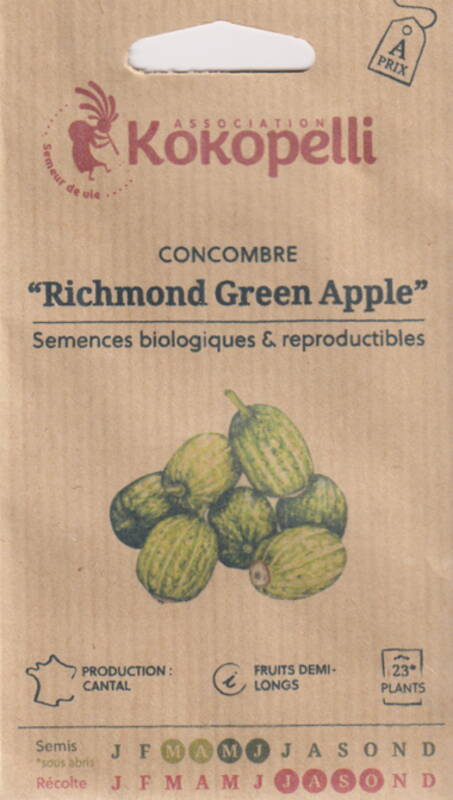 A
PRIX
ASSOCIATION
Kokopelli
Semeur de vie
CONCOMBRE
“Richmond Green Apple”
Semences biologiques & reproductibles
PRODUCTION :
CANTAL
i
FRUITS DEMI-
LONGS
23*
PLANTS
Semis J F M A M J J A S O N D
*sous abris
Récolte J F M A M J J A S O N D